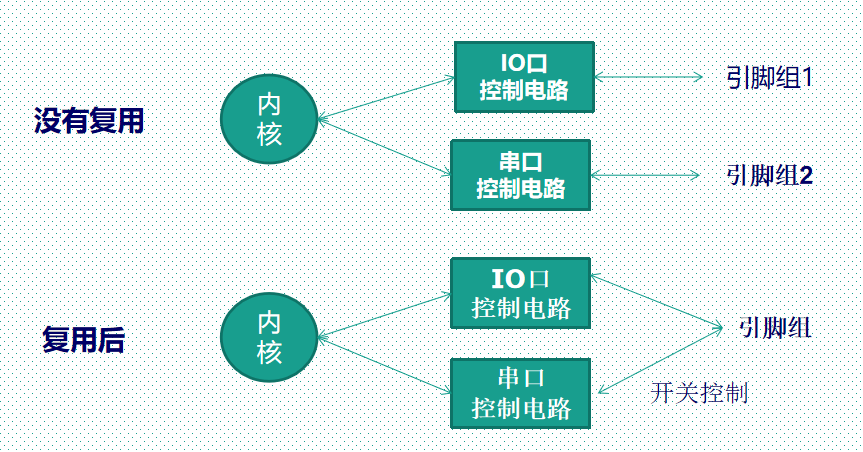 没有复用
内
核
IO口
控制电路
引脚组1
串口
控制电路
引脚组2
复用后
内
核
IO口
控制电路
引脚组
串口
控制电路
开关控制